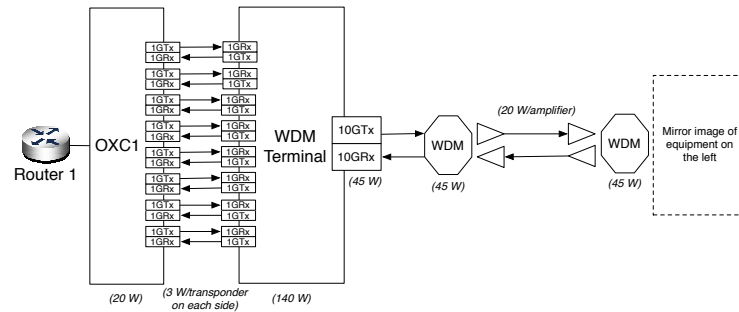 Router 1
OXC1
(20 W)
1GTx
1GRx
1GTx
1GRx
1GTx
1GRx
1GTx
1GRx
1GTx
1GRx
1GTx
1GRx
1GTx
1GRx
1GTx
1GRx
(3 W/transponder
on each side)
1GRx
1GTx
1GRx
1GTx
1GRx
1GTx
1GRx
1GTx
1GRx
1GTx
1GRx
1GTx
1GRx
1GTx
1GRx
1GTx
WDM
Terminal
(140 W)
10GTx
10GRx
(45 W)
WDM
(45 W)
(20 W/amplifier)
WDM
(45 W)
Mirror image of
equipment on
the left